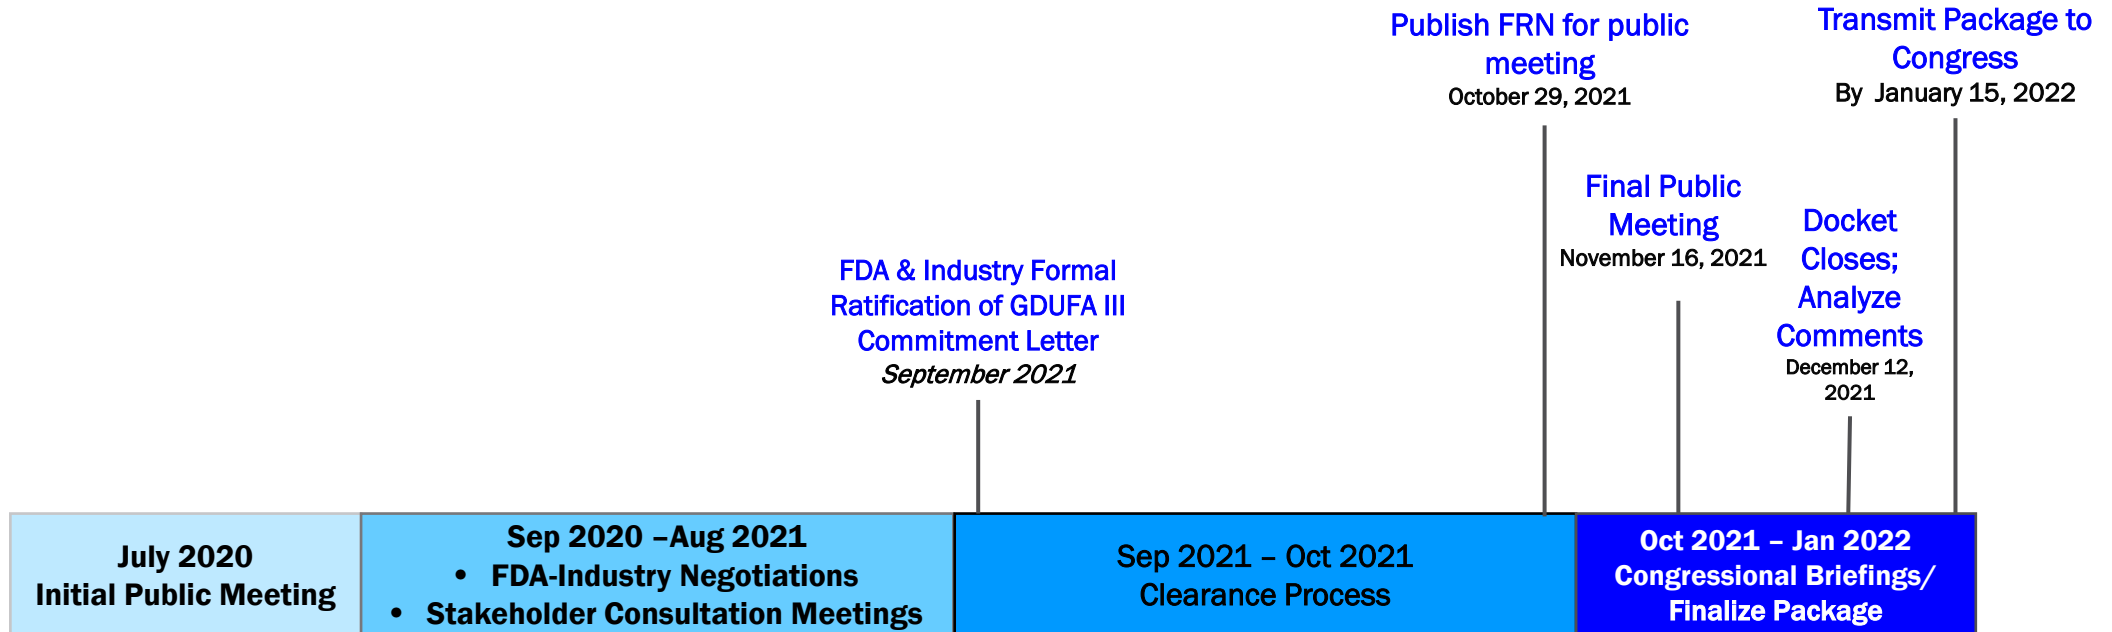 Publish FRN for public
meeting
October 29, 2021
Transmit Package to
Congress
By January 15, 2022
Final Public
Meeting
November 16, 2021
Docket
Closes;
Analyze
Comments
December 12,
2021
FDA & Industry Formal
Ratification of GDUFA III
Commitment Letter
September 2021
July 2020
Initial Public Meeting
Sep 2020 –Aug 2021
• FDA-Industry Negotiations
• Stakeholder Consultation Meetings
Sep 2021 – Oct 2021
Clearance Process
Oct 2021 – Jan 2022
Congressional Briefings/
Finalize Package